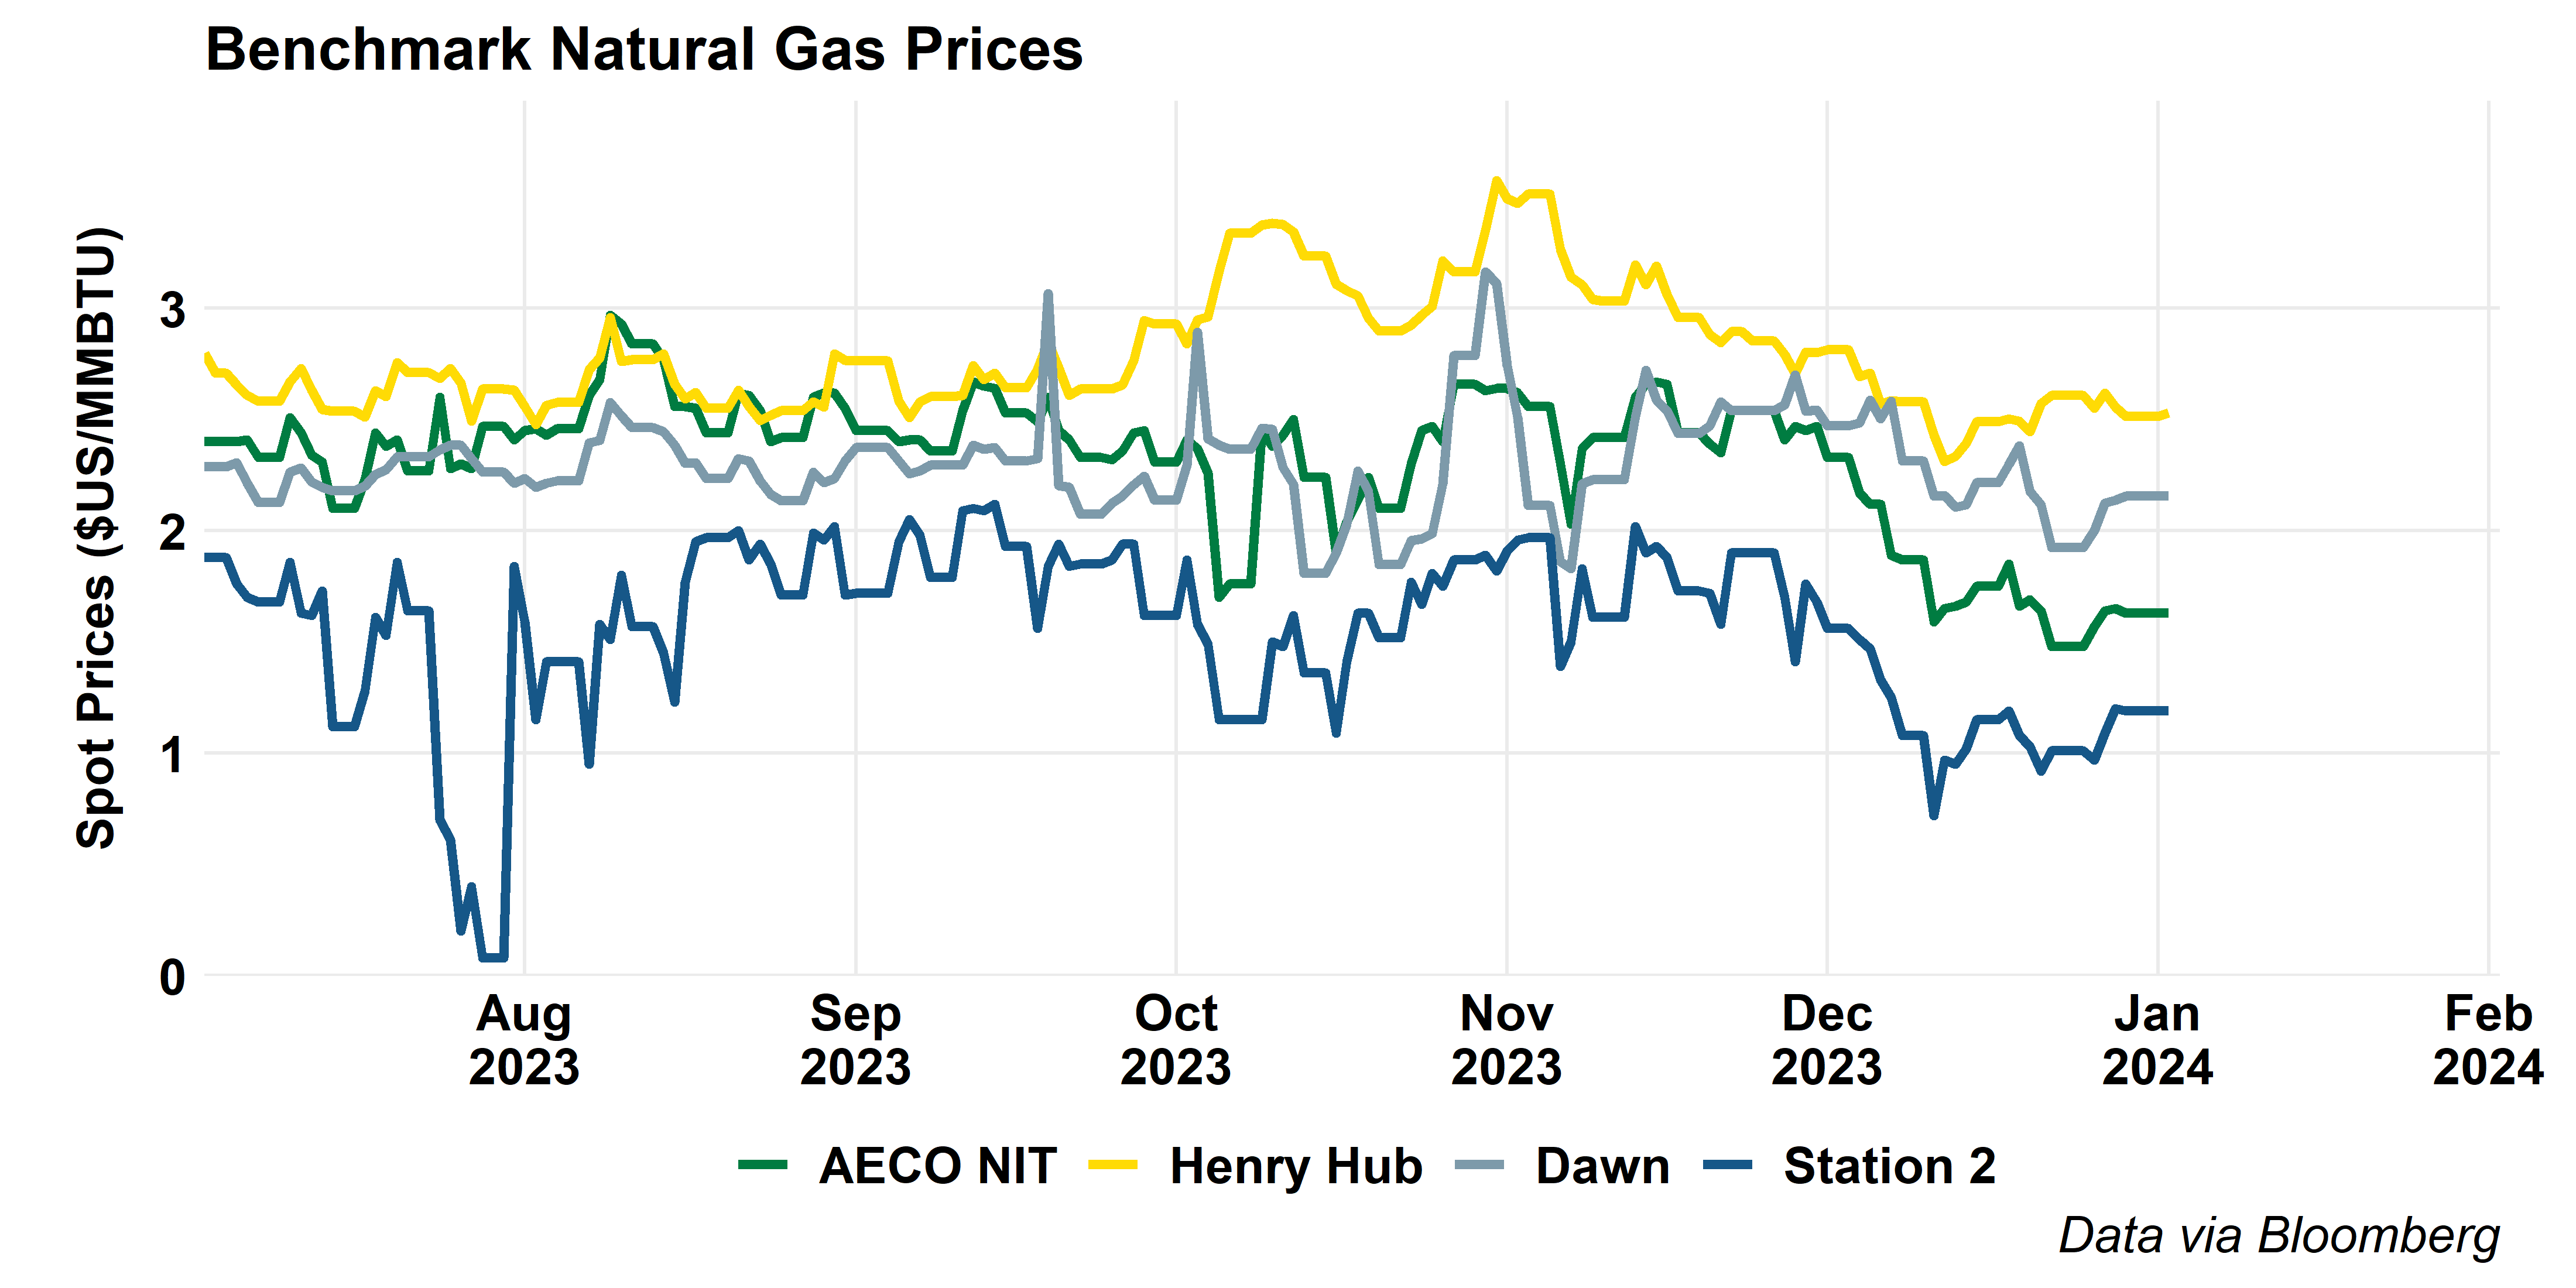 Benchmark Natural Gas Prices
Spot Prices ($US/MMBTU)
3
2
1
0
Aug
2023
Sep
2023
Oct
2023
Nov
2023
Dec
2023
Jan
2024
Feb
2024
AECO NIT Henry Hub Dawn Station 2
Data via Bloomberg